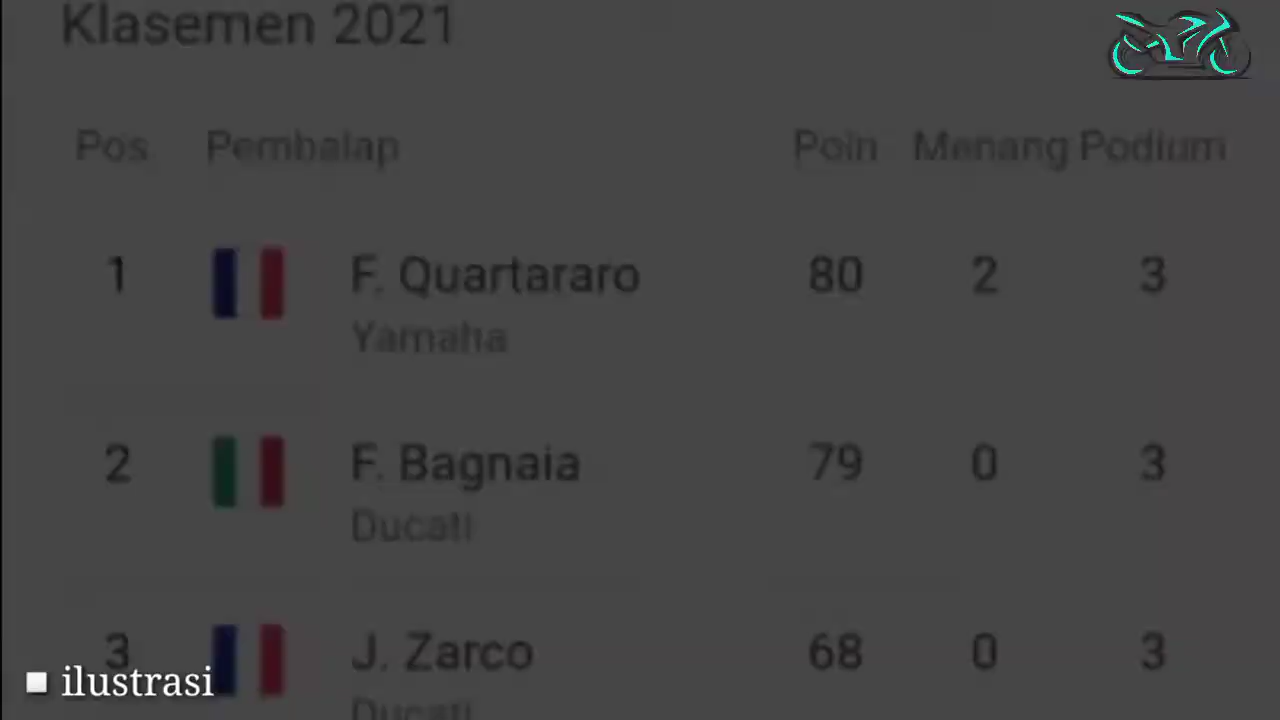 Klasemen 2021
Pos. Pembalap Poin Menang Podium
1 F. Quartararo 80 2 3
Yamaha
2 F. Bagnaia 79 0 3
Ducati
3 J. Zarco 68 0 3
Ducati
ilustrasi